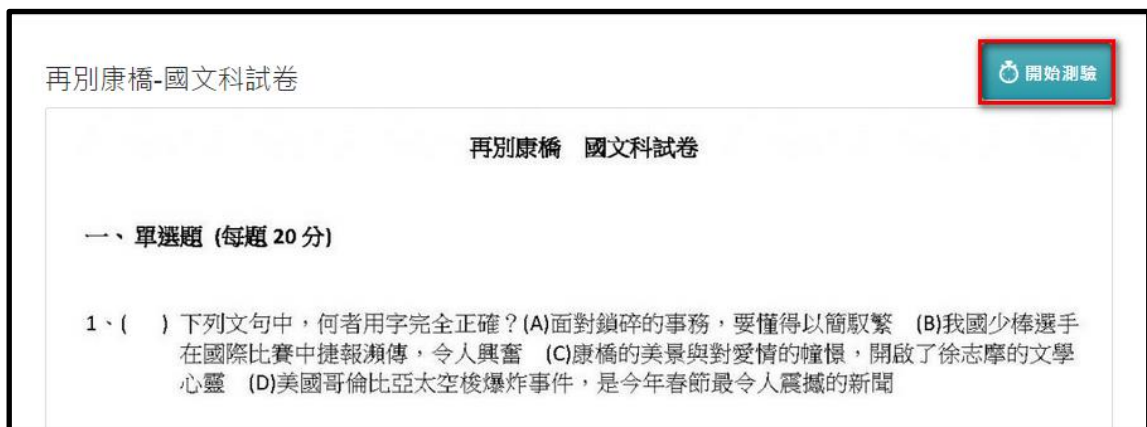 再別康橋-國文科試卷
開始測驗
再別康橋 國文科試卷
一、單選題 (每題 20 分)
1、( ) 下列文句中，何者用字完全正確？(A)面對鎖碎的事務，要懂得以簡馭繁 (B)我國少棒選手
在國際比賽中捷報瀕傳，令人興奮 (C)康橋的美景與對愛情的幢憬，開啟了徐志摩的文學
心靈 (D)美國哥倫比亞太空梭爆炸事件，是今年春節最令人震撼的新聞